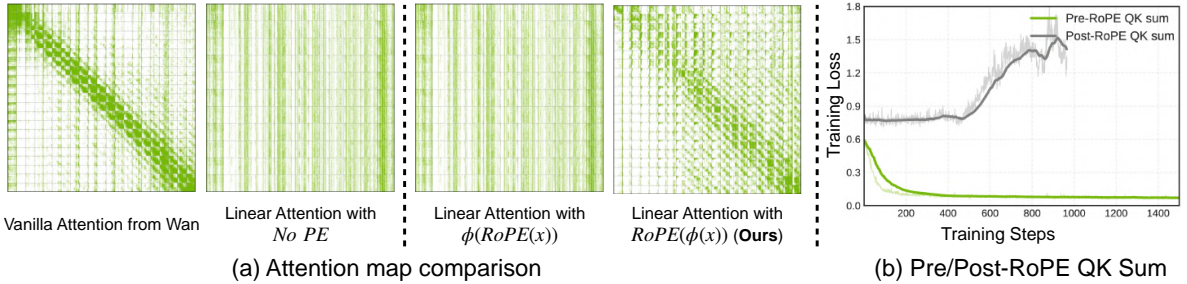 Vanilla Attention from Wan
Linear Attention with
No PE
Linear Attention with
ϕ(RoPE(x))
Linear Attention with
RoPE(ϕ(x)) (Ours)
(a) Attention map comparison
1.8
1.5
1.2
0.9
0.6
0.3
0.0
Training Loss
Pre-RoPE QK sum
Post-RoPE QK sum
200
400
600
800
1000
1200
1400
Training Steps
(b) Pre/Post-RoPE QK Sum